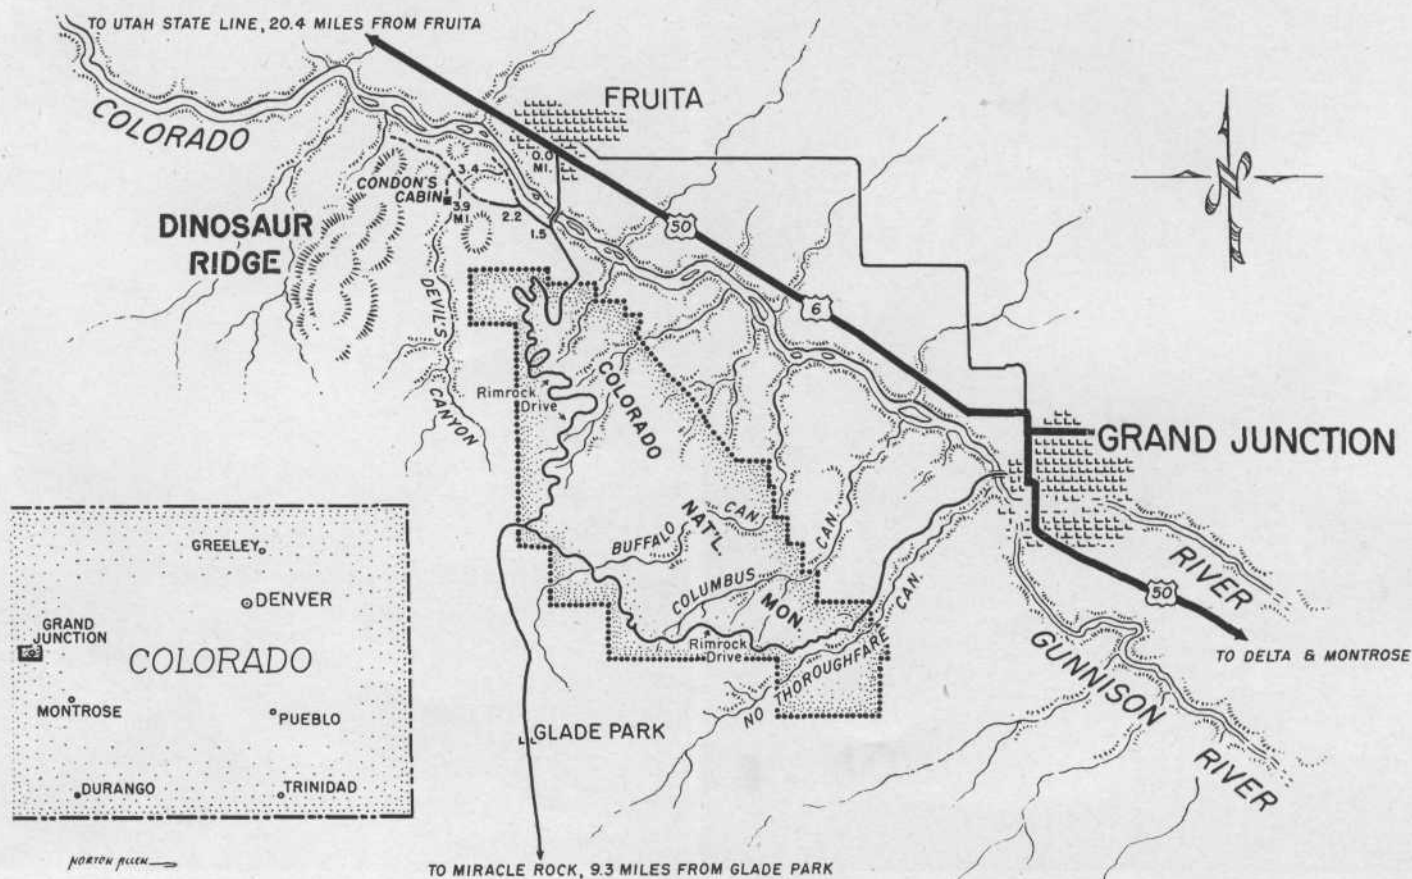 TO UTAH STATE LINE, 20.4 MILES FROM FRUITA
FRUITA
COLORADO
0.0
MI.
3.4
CONDON'S
CABIN
3.9
MI.
2.2
1.5
DINOSAUR
RIDGE
50
N
DEVIL'S
CANYON
6
Rimrock
Drive
COLORADO
NAT'L.
MON.
GRAND JUNCTION
BUFFALO
CAN.
COLUMBUS
CAN.
NO THOROUGHFARE
CAN.
Rimrock
Drive
RIVER
50
TO DELTA & MONTROSE
GUNNISON
RIVER
GLADE PARK
GREELEY
DENVER
GRAND
JUNCTION
COLORADO
MONTROSE
PUEBLO
DURANGO
TRINIDAD
NORTON ALLEN
TO MIRACLE ROCK, 9.3 MILES FROM GLADE PARK